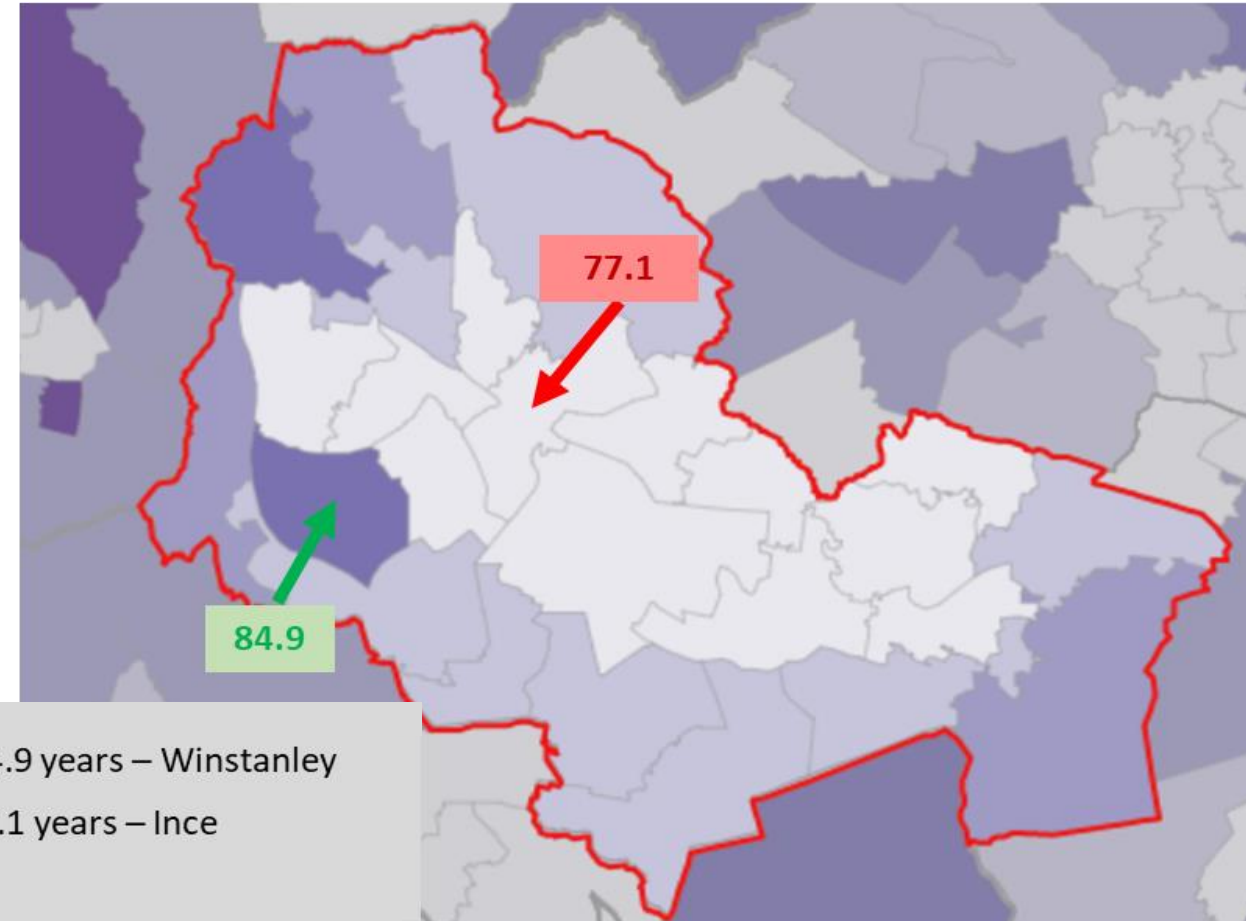 77.1
84.9
.9 years – Winstanley
.1 years – Ince